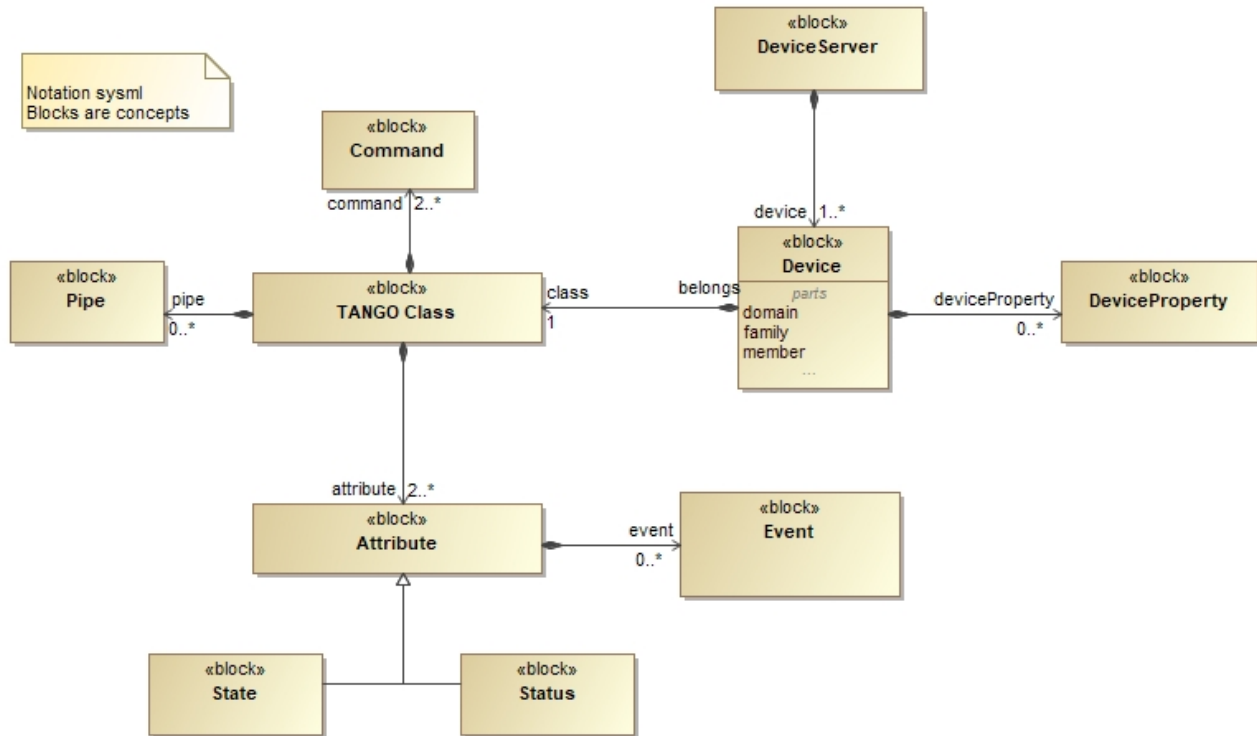 «block»
DeviceServer
Notation sysml
Blocks are concepts
«block»
Command
command 2..*
device 1..*
«block»
Device
parts
domain
family
member
...
«block»
Pipe
pipe
0..*
«block»
TANGO Class
class
1
belongs
deviceProperty
0..*
«block»
DeviceProperty
attribute 2..*
«block»
Attribute
event
0..*
«block»
Event
«block»
State
«block»
Status